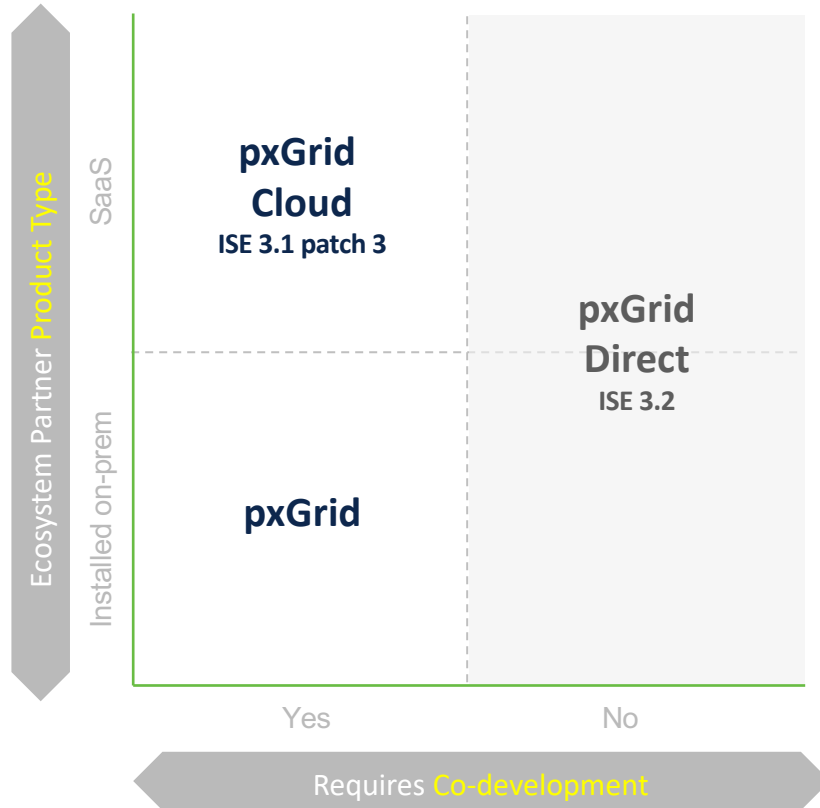 Ecosystem Partner Product Type
SaaS
Installed on-prem
pxGrid
Cloud
ISE 3.1 patch 3
pxGrid
Direct
ISE 3.2
pxGrid
Yes
No
Requires Co-development